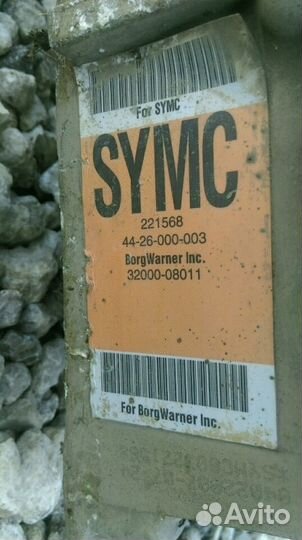 For SYMC
SYMC
221568
44-26-000-003
BorgWarner Inc.
32000-08011
For BorgWarner Inc.
Avito